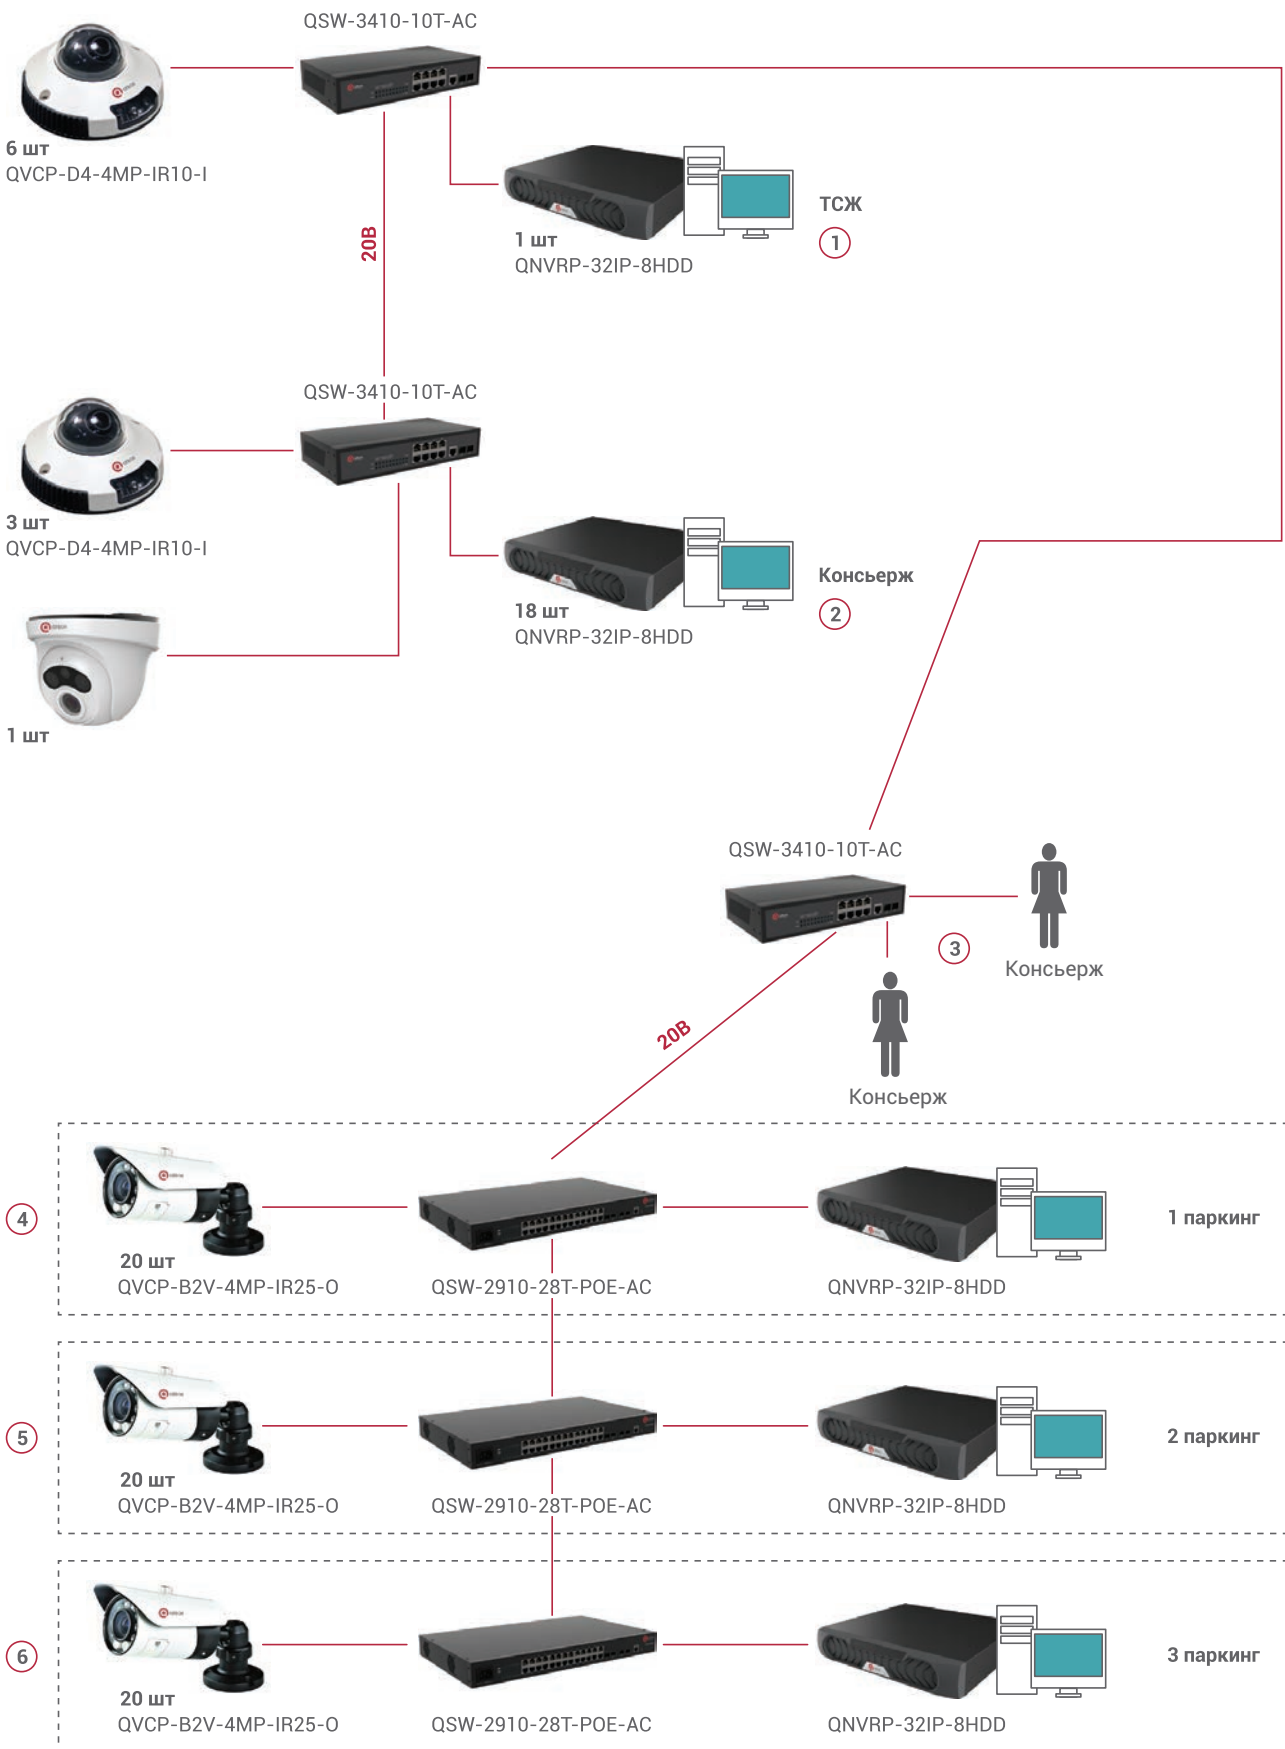 QSW-3410-10T-AC
6 шт
QVCP-D4-4MP-IR10-I
20В
1 шт
QNVRP-32IP-8HDD
ТСЖ
1
QSW-3410-10T-AC
3 шт
QVCP-D4-4MP-IR10-I
18 шт
QNVRP-32IP-8HDD
Консьерж
2
1 шт
QSW-3410-10T-AC
3
Консьерж
20В
Консьерж
4
20 шт
QVCP-B2V-4MP-IR25-O
QSW-2910-28T-POE-AC
QNVRP-32IP-8HDD
1 паркинг
5
20 шт
QVCP-B2V-4MP-IR25-O
QSW-2910-28T-POE-AC
QNVRP-32IP-8HDD
2 паркинг
6
20 шт
QVCP-B2V-4MP-IR25-O
QSW-2910-28T-POE-AC
QNVRP-32IP-8HDD
3 паркинг